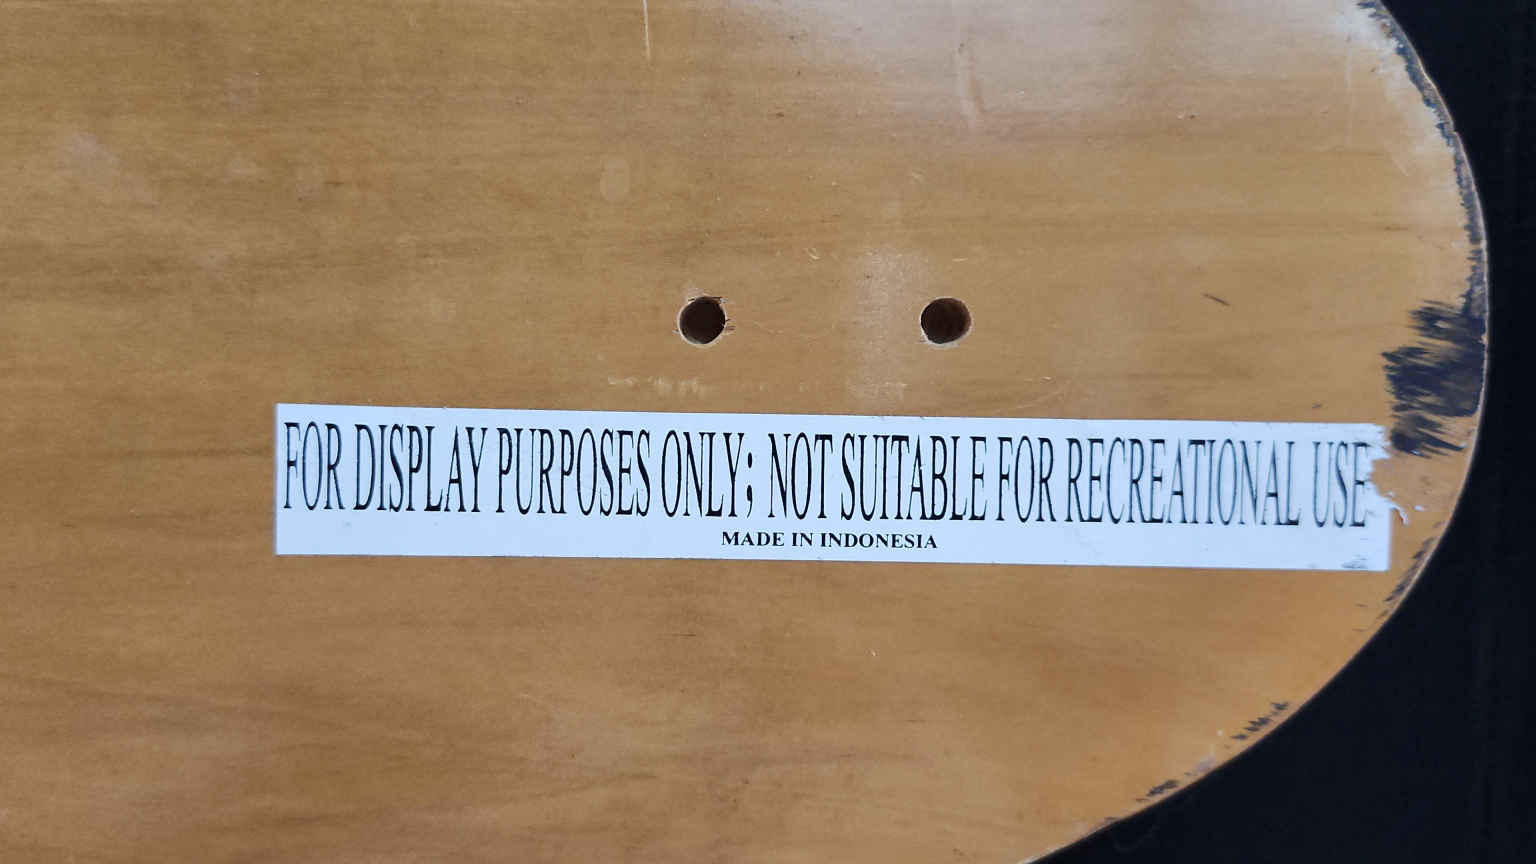 FOR DISPLAY PURPOSES ONLY; NOT SUITABLE FOR RECREATIONAL USE
MADE IN INDONESIA